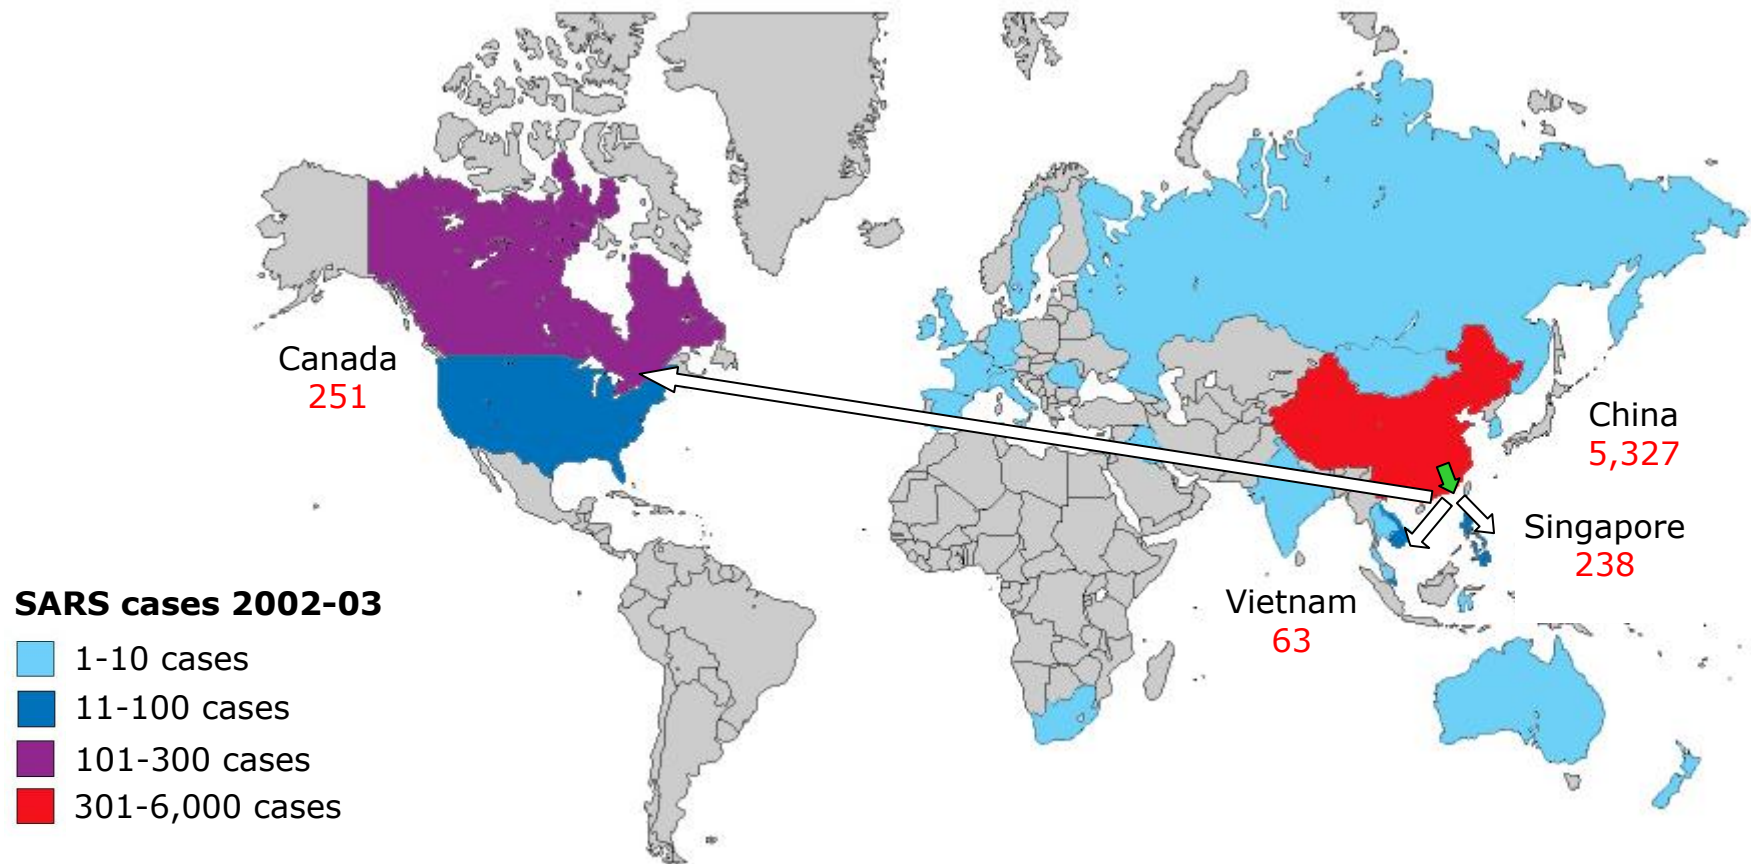 Canada
251
China
5,327
Singapore
238
Vietnam
63
SARS cases 2002-03
1-10 cases
11-100 cases
101-300 cases
301-6,000 cases